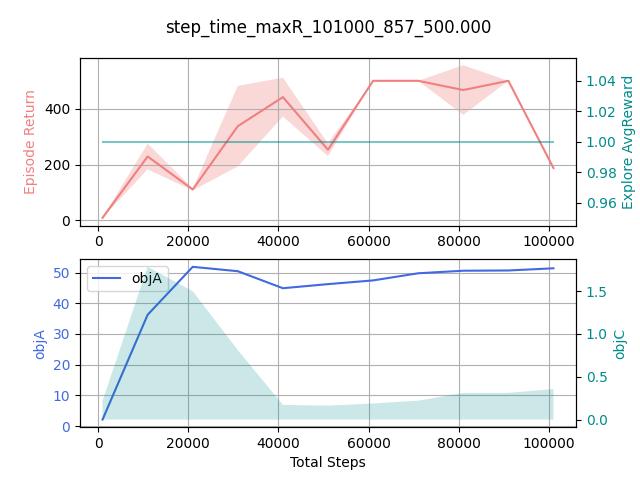 step_time_maxR_101000_857_500.000
Episode Return
400
200
0
1.04
1.02
1.00
0.98
0.96
Explore AvgReward
0 20000 40000 60000 80000 100000
objA
50
40
30
20
10
0
objA
1.5
1.0
0.5
0.0
objC
0 20000 40000 60000 80000 100000
Total Steps